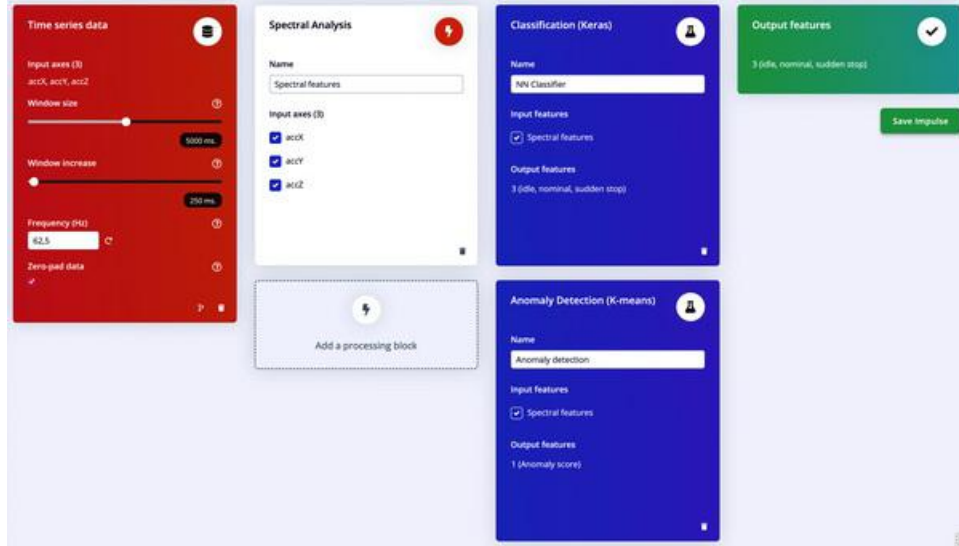 Time series data
Input axes (3)
accX, accY, accZ
Window size
5000 ms.
Window increase
250 ms.
Frequency (Hz)
62,5
Zero-pad data
Spectral Analysis
Name
Spectral features
Input axes (3)
accX
accY
accZ
Add a processing block
Classification (Keras)
Name
NN Classifier
Input features
Spectral features
Output features
3 (idle, nominal, sudden stop)
Anomaly Detection (K-means)
Name
Anomaly detection
Input features
Spectral features
Output features
1 (Anomaly score)
Output features
3 (idle, nominal, sudden stop)
Save Impulse